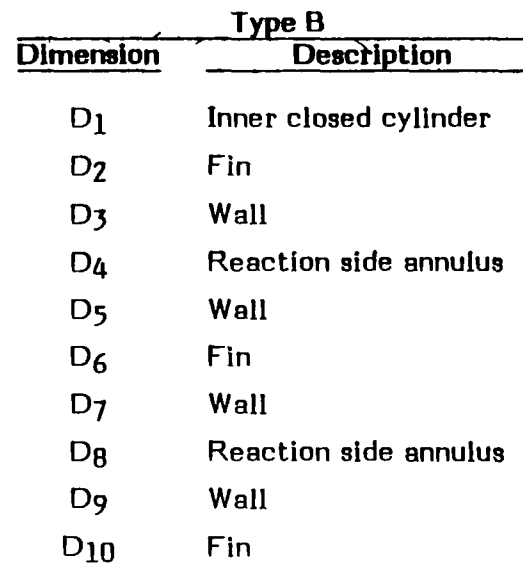 Type B
Dimension Description
D1 Inner closed cylinder
D2 Fin
D3 Wall
D4 Reaction side annulus
D5 Wall
D6 Fin
D7 Wall
D8 Reaction side annulus
D9 Wall
D10 Fin